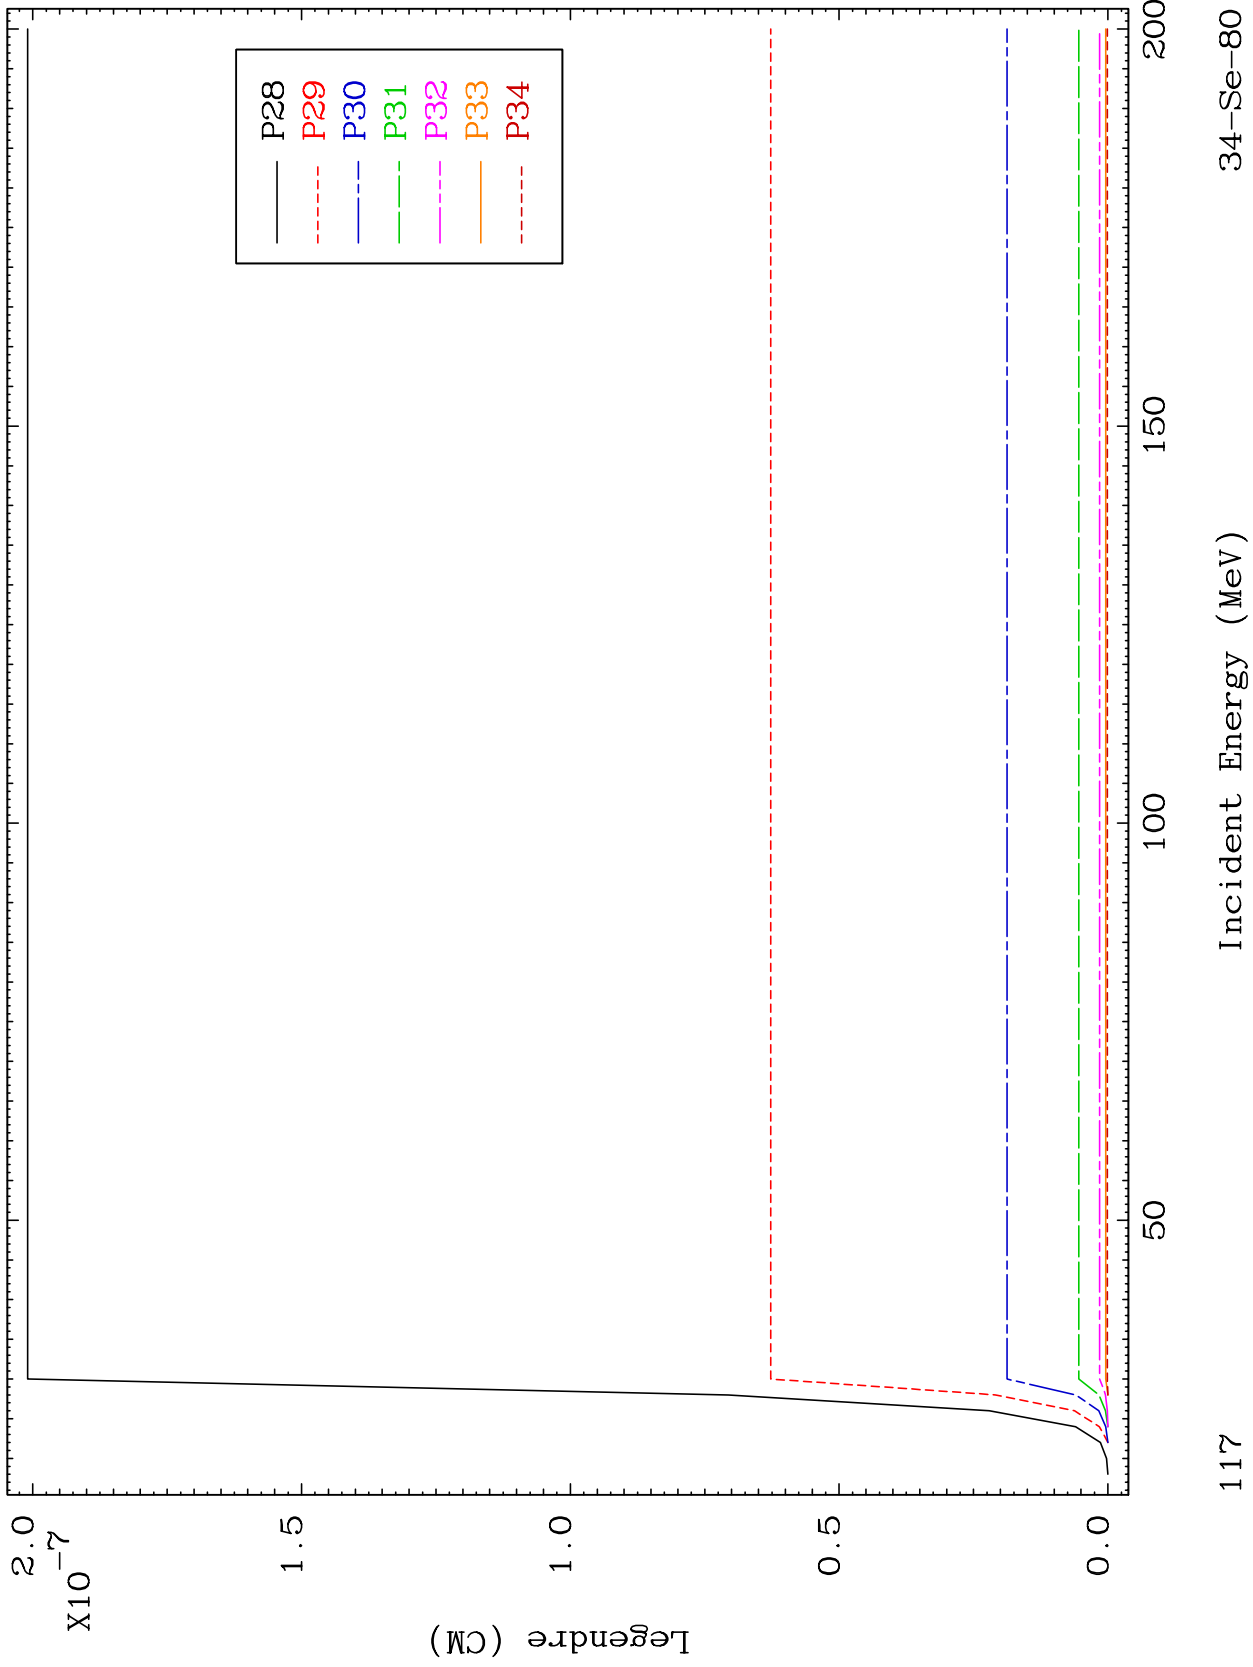 2.0
X10⁻⁷
1.5
1.0
0.5
0.0
Legendre (CM)
P28
P29
P30
P31
P32
P33
P34
50
100
150
200
Incident Energy (MeV)
117
34-Se-80